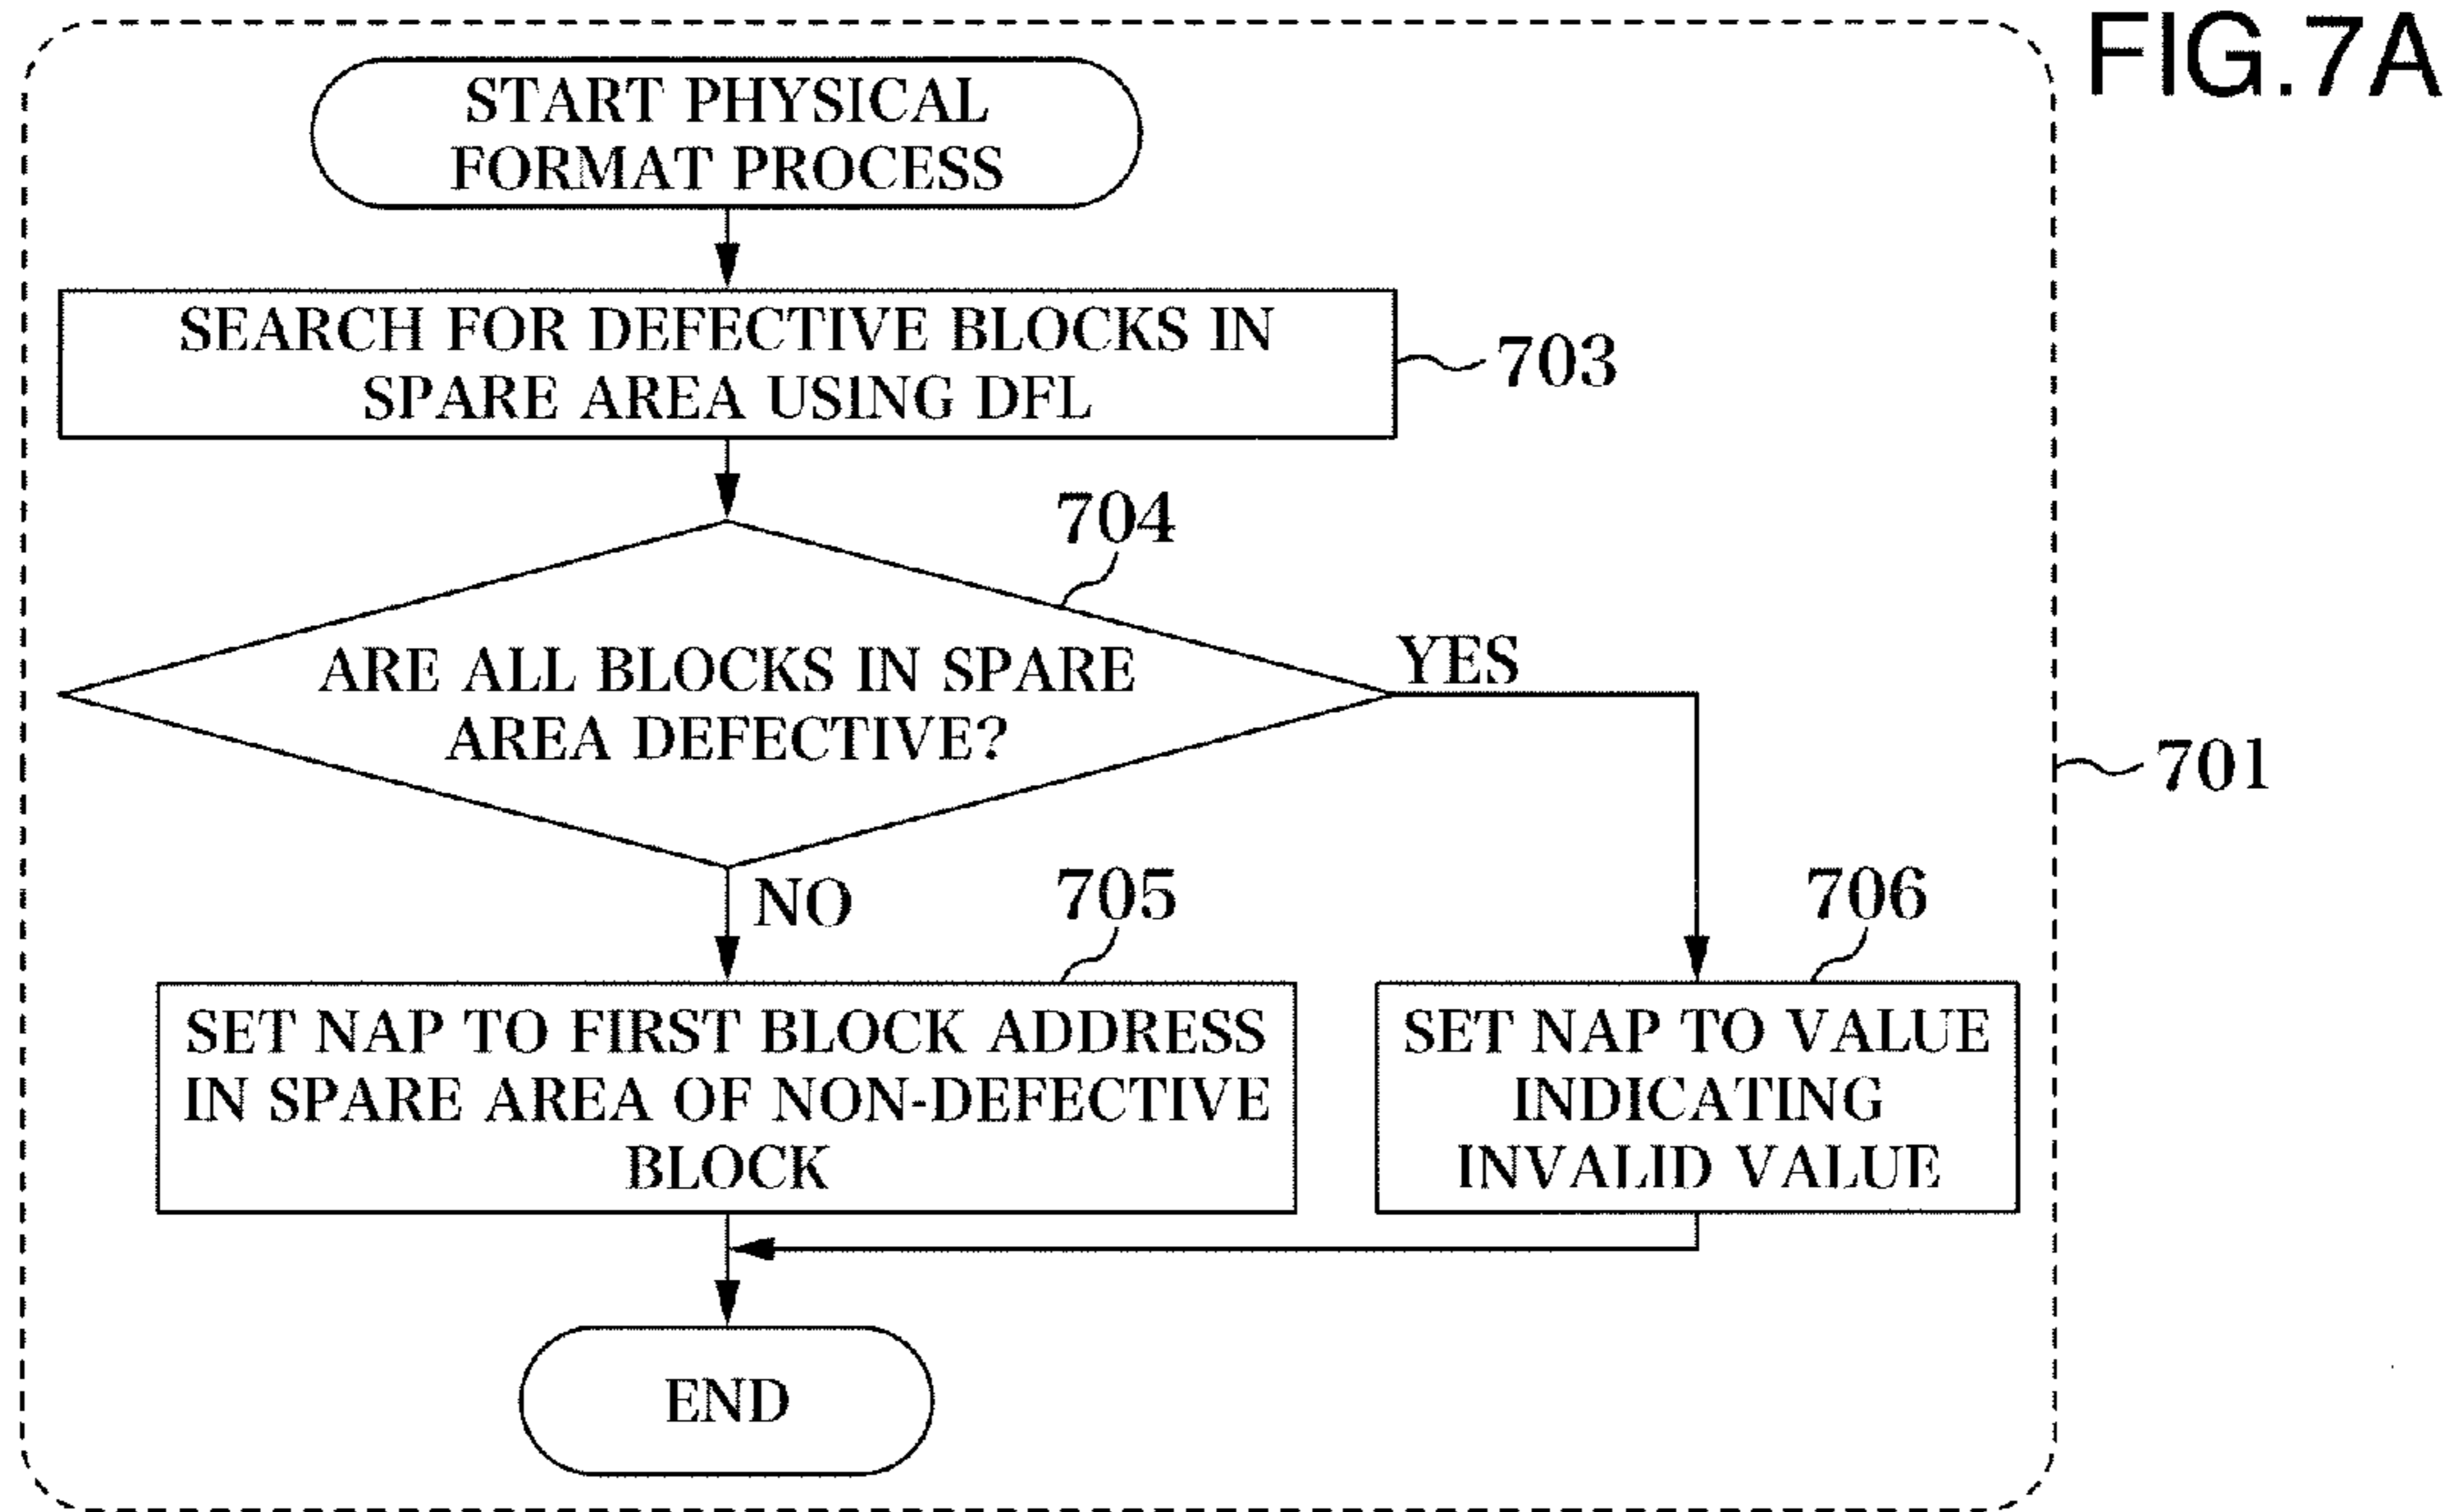 FIG.7A
START PHYSICAL
FORMAT PROCESS
SEARCH FOR DEFECTIVE BLOCKS IN
SPARE AREA USING DFL
703
704
ARE ALL BLOCKS IN SPARE
AREA DEFECTIVE?
YES
701
NO
705
706
SET NAP TO FIRST BLOCK ADDRESS
IN SPARE AREA OF NON-DEFECTIVE
BLOCK
SET NAP TO VALUE
INDICATING
INVALID VALUE
END